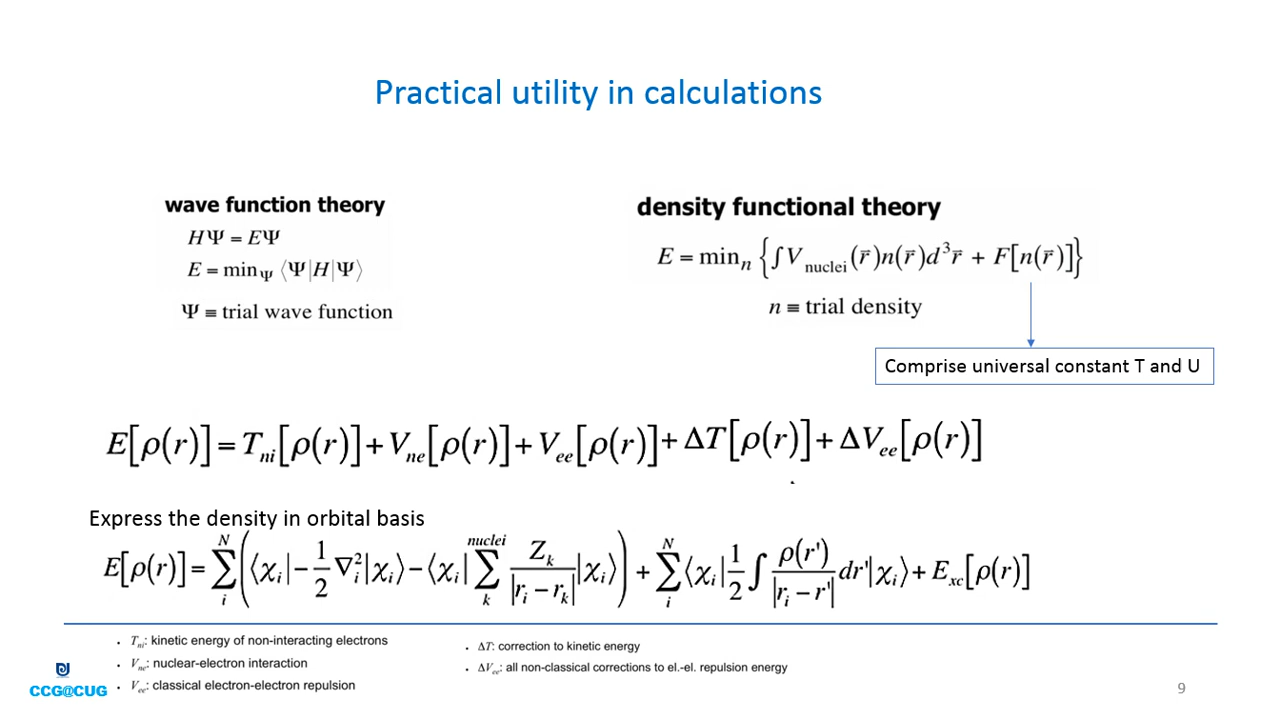 Practical utility in calculations
wave function theory
HΨ = EΨ
E = min_Ψ ⟨Ψ|H|Ψ⟩
Ψ ≡ trial wave function
density functional theory
E = min_n {∫V_nuclei(r⃗)n(r⃗)d³r⃗ + F[n(r⃗)]}
n ≡ trial density
Comprise universal constant T and U
E[ρ(r)] = T_ni[ρ(r)] + V_ne[ρ(r)] + V_ee[ρ(r)] + ΔT[ρ(r)] + ΔV_ee[ρ(r)]
Express the density in orbital basis
E[ρ(r)] = ∑_i^N (⟨χ_i|−1/2 ∇_i²|χ_i⟩ − ⟨χ_i|∑_k^nuclei Z_k/|r_i − r_k| |χ_i⟩) + ∑_i^N ⟨χ_i|1/2 ∫ ρ(r')/|r_i − r'| dr'|χ_i⟩ + E_xc[ρ(r)]
• T_ni: kinetic energy of non-interacting electrons
• V_ne: nuclear-electron interaction
• V_ee: classical electron-electron repulsion
• ΔT: correction to kinetic energy
• ΔV_ee: all non-classical corrections to el.-el. repulsion energy
CCG@CUG
9